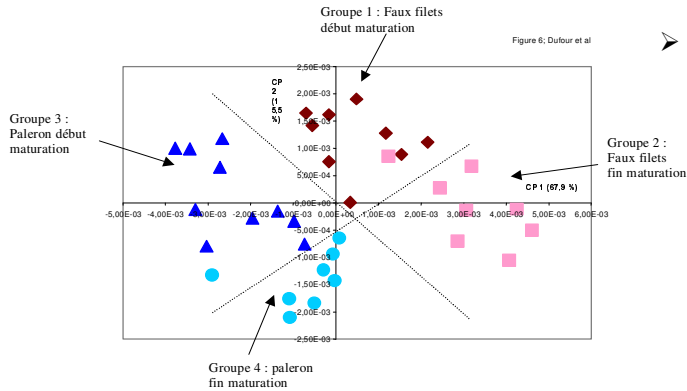 Groupe 1 : Faux filets
début maturation
Figure 6; Dufour et al
2,50E-03
CP
2
(1
5,5
%)
2,00E-03
1,50E-03
Groupe 3 :
Paleron début
maturation
1,00E-03
Groupe 2 :
Faux filets
fin maturation
5,00E-04
CP 1 (67,9 %)
0,00E+00
-5,00E-03 -4,00E-03 -3,00E-03 -2,00E-03 -1,00E-03 0,00E+00 1,00E-03 2,00E-03 3,00E-03 4,00E-03 5,00E-03 6,00E-03
-5,00E-04
-1,00E-03
-1,50E-03
-2,00E-03
-2,50E-03
Groupe 4 : paleron
fin maturation